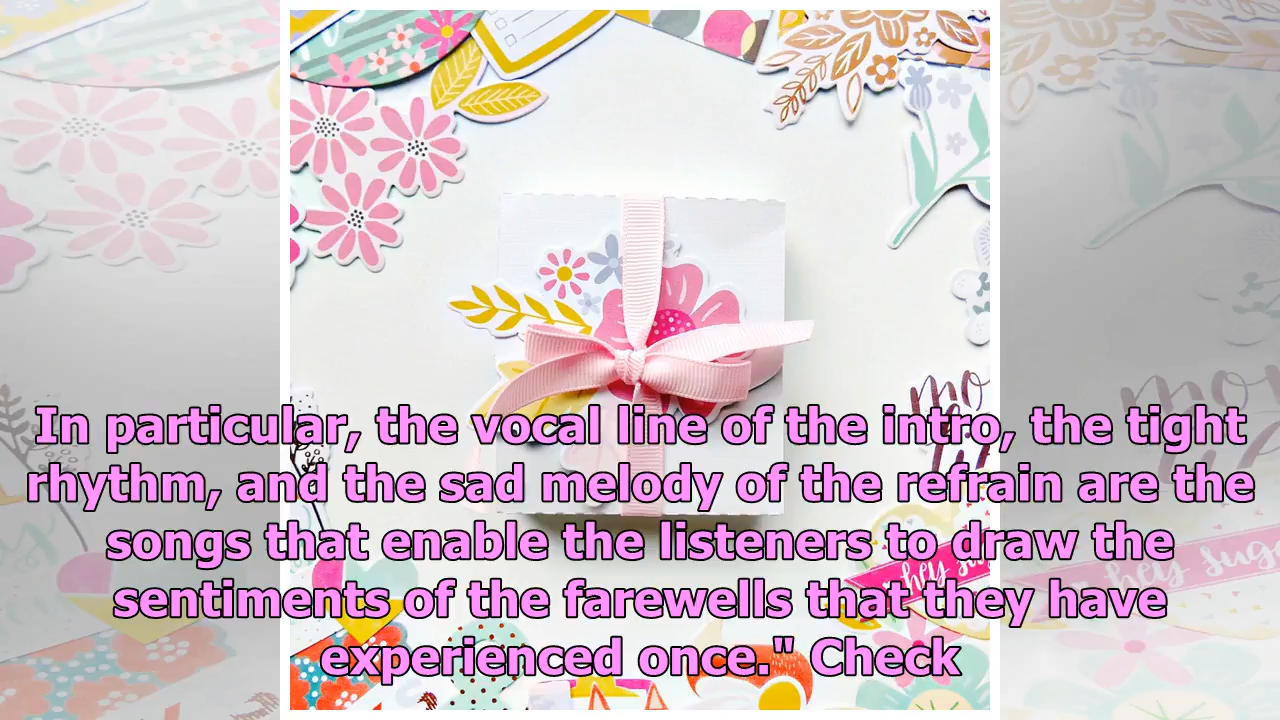 In particular, the vocal line of the intro, the tight
rhythm, and the sad melody of the refrain are the
songs that enable the listeners to draw the
sentiments of the farewells that they have
experienced once." Check
hey suga